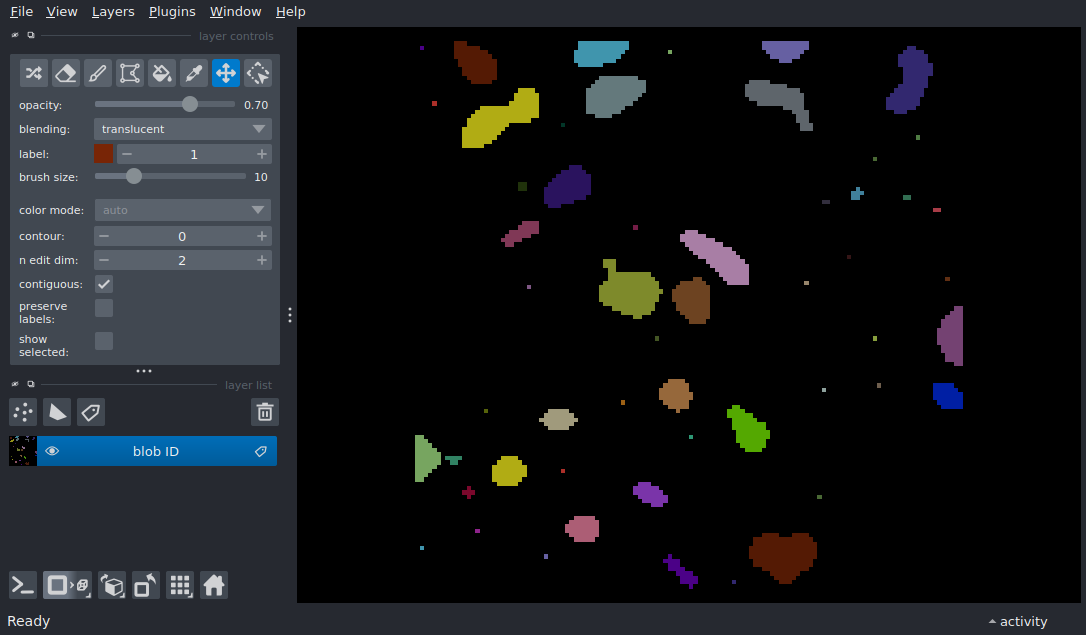 File View Layers Plugins Window Help
layer controls
opacity: 0.70
blending: translucent
label: 1
brush size: 10
color mode: auto
contour: 0
n edit dim: 2
contiguous:
preserve
labels:
show
selected:
layer list
blob ID
Ready activity